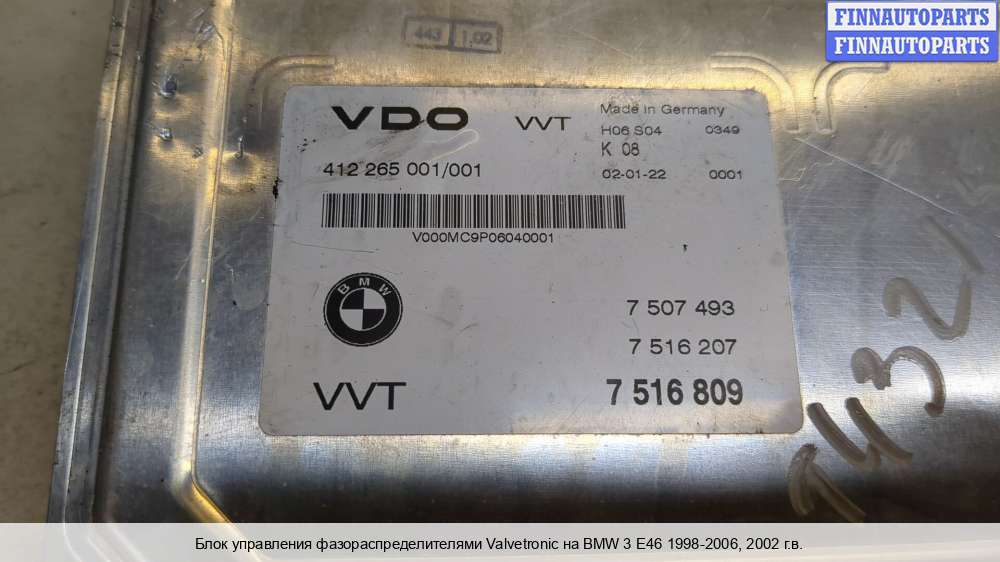 FINNAUTOPARTS
FINNAUTOPARTS
443 1.02
VDO VVT Made in Germany
H06 S04 0349
K 08
412 265 001/001 02-01-22 0001
V000MC9P06040001
BMW
7 507 493
7 516 207
VVT 7 516 809
Блок управления фазораспределителями Valvetronic на BMW 3 E46 1998-2006, 2002 г.в.